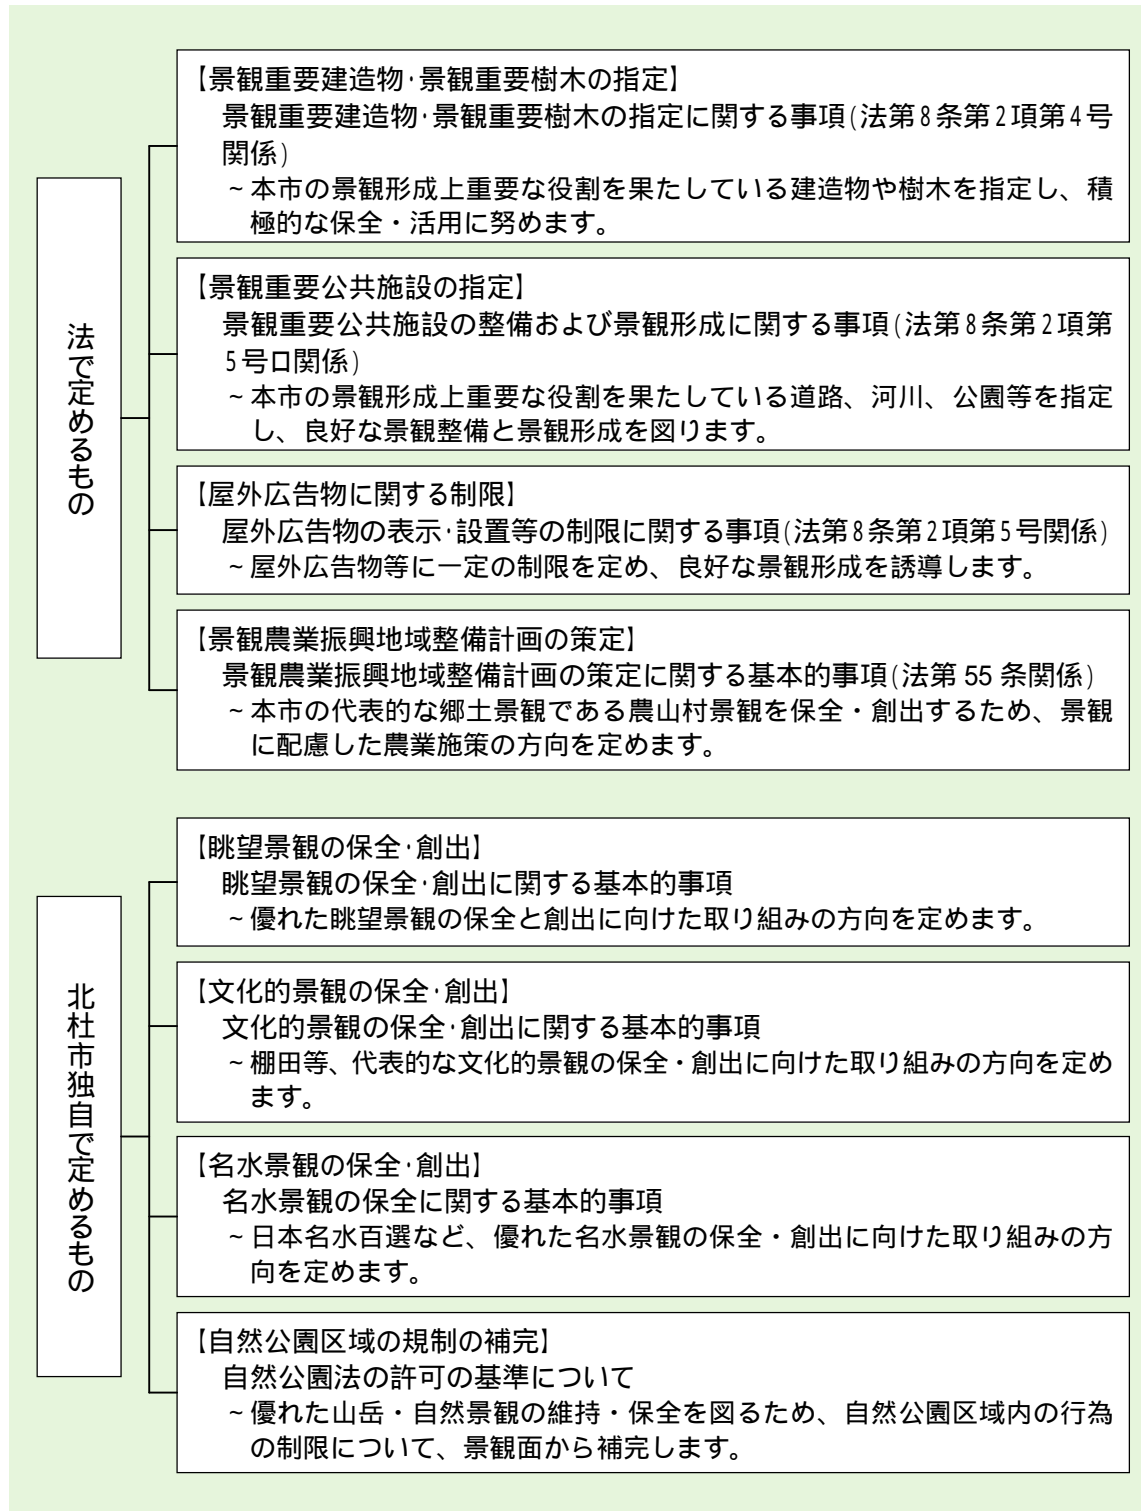 法で定めるもの
【景観重要建造物・景観重要樹木の指定】
景観重要建造物・景観重要樹木の指定に関する事項(法第8条第2項第4号
関係)
~本市の景観形成上重要な役割を果たしている建造物や樹木を指定し、積
極的な保全・活用に努めます。
【景観重要公共施設の指定】
景観重要公共施設の整備および景観形成に関する事項(法第8条第2項第
5号ロ関係)
~本市の景観形成上重要な役割を果たしている道路、河川、公園等を指定
し、良好な景観整備と景観形成を図ります。
【屋外広告物に関する制限】
屋外広告物の表示・設置等の制限に関する事項(法第8条第2項第5号関係)
~屋外広告物等に一定の制限を定め、良好な景観形成を誘導します。
【景観農業振興地域整備計画の策定】
景観農業振興地域整備計画の策定に関する基本的事項(法第 55 条関係)
~本市の代表的な郷土景観である農山村景観を保全・創出するため、景観
に配慮した農業施策の方向を定めます。
北杜市独自で定めるもの
【眺望景観の保全・創出】
眺望景観の保全・創出に関する基本的事項
~優れた眺望景観の保全と創出に向けた取り組みの方向を定めます。
【文化的景観の保全・創出】
文化的景観の保全・創出に関する基本的事項
~棚田等、代表的な文化的景観の保全・創出に向けた取り組みの方向を定め
ます。
【名水景観の保全・創出】
名水景観の保全に関する基本的事項
~日本名水百選など、優れた名水景観の保全・創出に向けた取り組みの方
向を定めます。
【自然公園区域の規制の補完】
自然公園法の許可の基準について
~優れた山岳・自然景観の維持・保全を図るため、自然公園区域内の行為
の制限について、景観面から補完します。